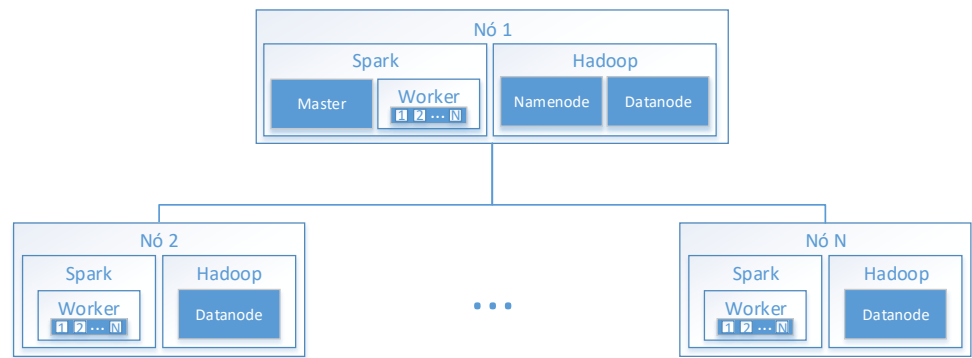 Nó 1
Spark Hadoop
Master Worker Namenode Datanode
1 2 ... N
Nó 2 Nó N
Spark Hadoop ... Spark Hadoop
Worker Datanode Worker Datanode
1 2 ... N 1 2 ... N